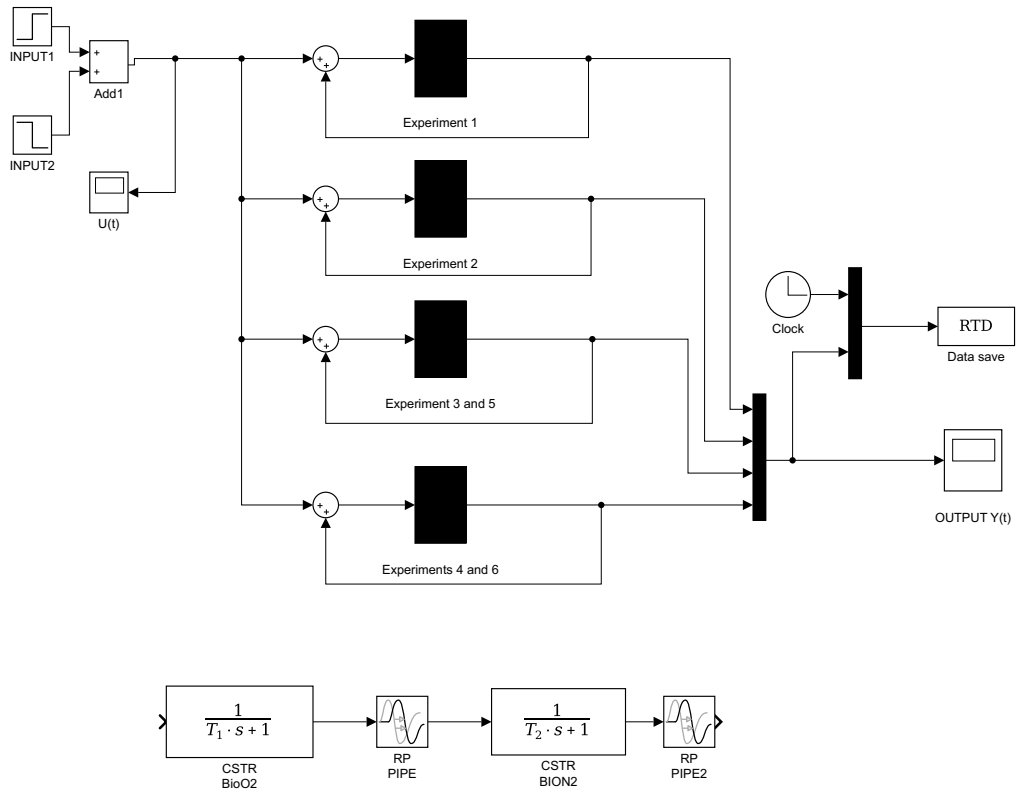 INPUT1
+
+
Add1
INPUT2
U(t)
+
+
Experiment 1
+
+
Experiment 2
+
+
Experiment 3 and 5
+
+
Experiments 4 and 6
Clock
RTD
Data save
OUTPUT Y(t)
1
T₁ · s + 1
CSTR
BioO2
RP
PIPE
1
T₂ · s + 1
CSTR
BION2
RP
PIPE2